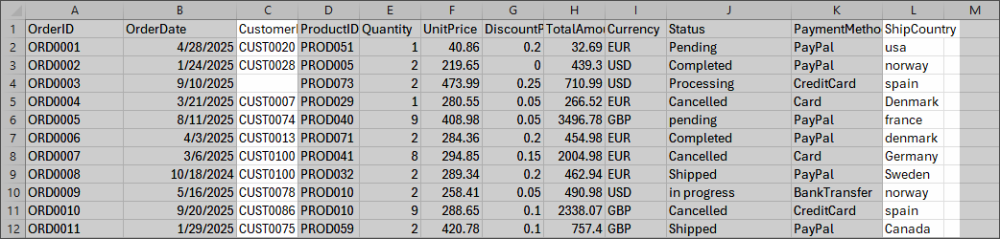 A B C D E F G H I J K L M
1 OrderID OrderDate Customer ProductID Quantity UnitPrice DiscountP TotalAmou Currency Status PaymentMethod ShipCountry
2 ORD0001 4/28/2025 CUST0020 PROD051 1 40.86 0.2 32.69 EUR Pending PayPal usa
3 ORD0002 1/24/2025 CUST0028 PROD005 2 219.65 0 439.3 USD Completed PayPal norway
4 ORD0003 9/10/2025 PROD073 2 473.99 0.25 710.99 USD Processing CreditCard spain
5 ORD0004 3/21/2025 CUST0007 PROD029 1 280.55 0.05 266.52 EUR Cancelled Card Denmark
6 ORD0005 8/11/2025 CUST0074 PROD040 9 408.98 0.05 3496.78 GBP pending PayPal france
7 ORD0006 4/3/2025 CUST0013 PROD071 2 284.36 0.2 454.98 EUR Completed PayPal denmark
8 ORD0007 3/6/2025 CUST0100 PROD041 8 294.85 0.15 2004.98 EUR Cancelled Card Germany
9 ORD0008 10/18/2024 CUST0100 PROD032 2 289.34 0.2 462.94 EUR Shipped PayPal Sweden
10 ORD0009 5/16/2025 CUST0078 PROD010 2 258.41 0.05 490.98 USD in progress BankTransfer norway
11 ORD0010 9/20/2025 CUST0086 PROD010 9 288.65 0.1 2338.07 GBP Cancelled CreditCard spain
12 ORD0011 1/29/2025 CUST0075 PROD059 2 420.78 0.1 757.4 GBP Shipped PayPal Canada